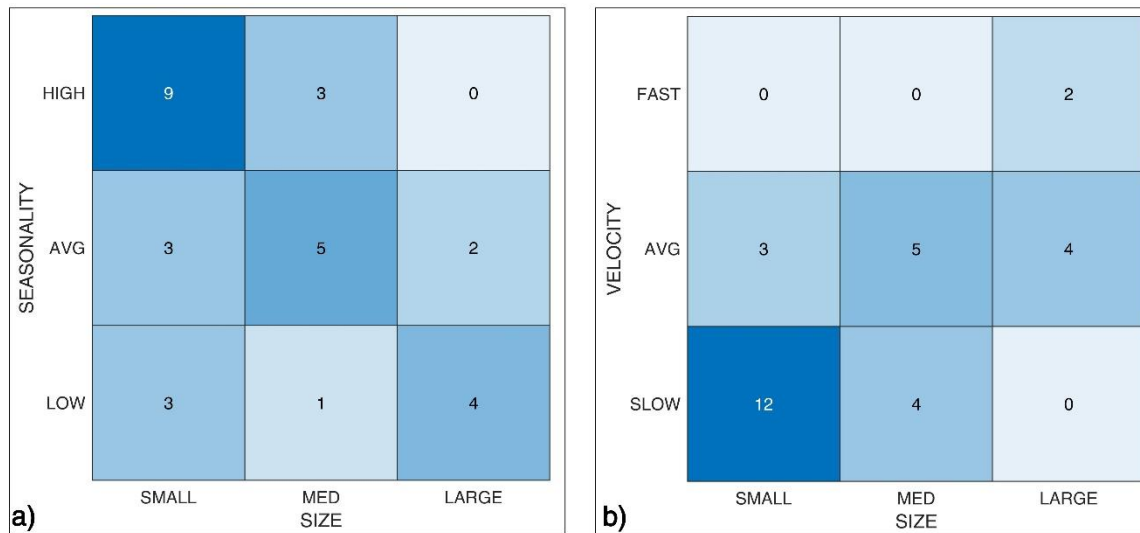 SEASONALITY
HIGH 9 3 0
AVG 3 5 2
LOW 3 1 4
SMALL MED LARGE
SIZE
a)
VELOCITY
FAST 0 0 2
AVG 3 5 4
SLOW 12 4 0
SMALL MED LARGE
SIZE
b)